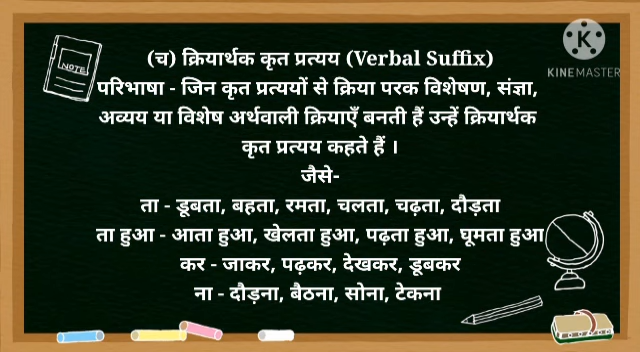 (च) क्रियार्थक कृत प्रत्यय (Verbal Suffix)
NOTE
KINEMASTER
परिभाषा - जिन कृत प्रत्ययों से क्रिया परक विशेषण, संज्ञा,
अव्यय या विशेष अर्थवाली क्रियाएँ बनती हैं उन्हें क्रियार्थक
कृत प्रत्यय कहते हैं ।
जैसे-
ता - डूबता, बहता, रमता, चलता, चढ़ता, दौड़ता
ता हुआ - आता हुआ, खेलता हुआ, पढ़ता हुआ, घूमता हुआ
कर - जाकर, पढ़कर, देखकर, डूबकर
ना - दौड़ना, बैठना, सोना, टेकना